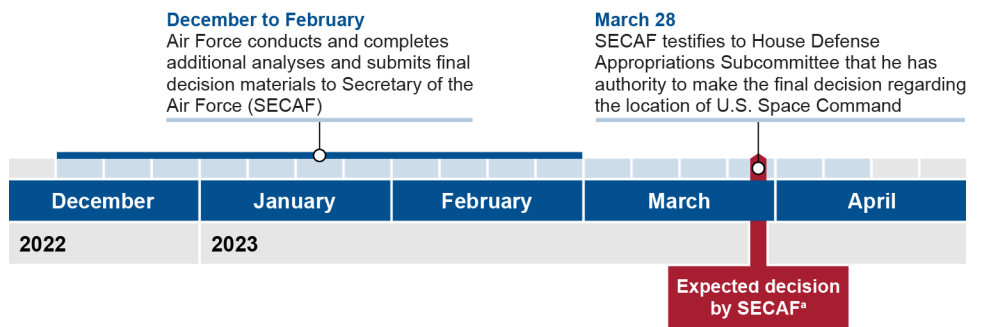 December to February
Air Force conducts and completes
additional analyses and submits final
decision materials to Secretary of the
Air Force (SECAF)
March 28
SECAF testifies to House Defense
Appropriations Subcommittee that he has
authority to make the final decision regarding
the location of U.S. Space Command
December January February March April
2022 2023
Expected decision
by SECAFᵃ